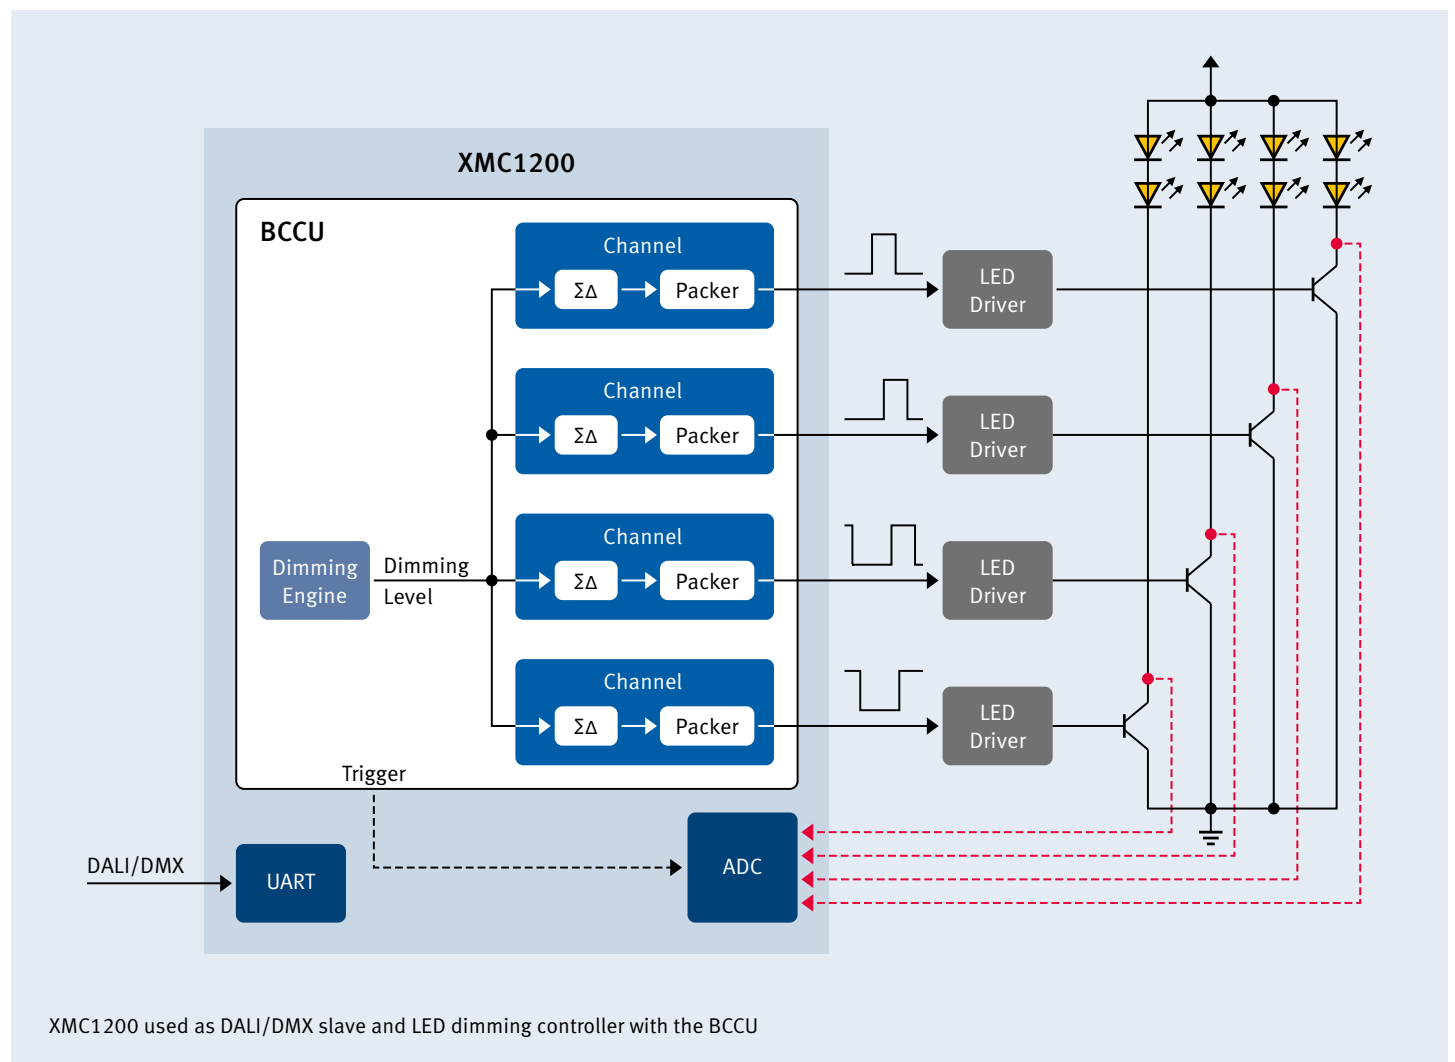 XMC1200
BCCU
Channel
ΣΔ
Packer
LED
Driver
Channel
ΣΔ
Packer
LED
Driver
Channel
ΣΔ
Packer
LED
Driver
Dimming
Engine
Dimming
Level
Channel
ΣΔ
Packer
LED
Driver
Trigger
DALI/DMX
UART
ADC
XMC1200 used as DALI/DMX slave and LED dimming controller with the BCCU